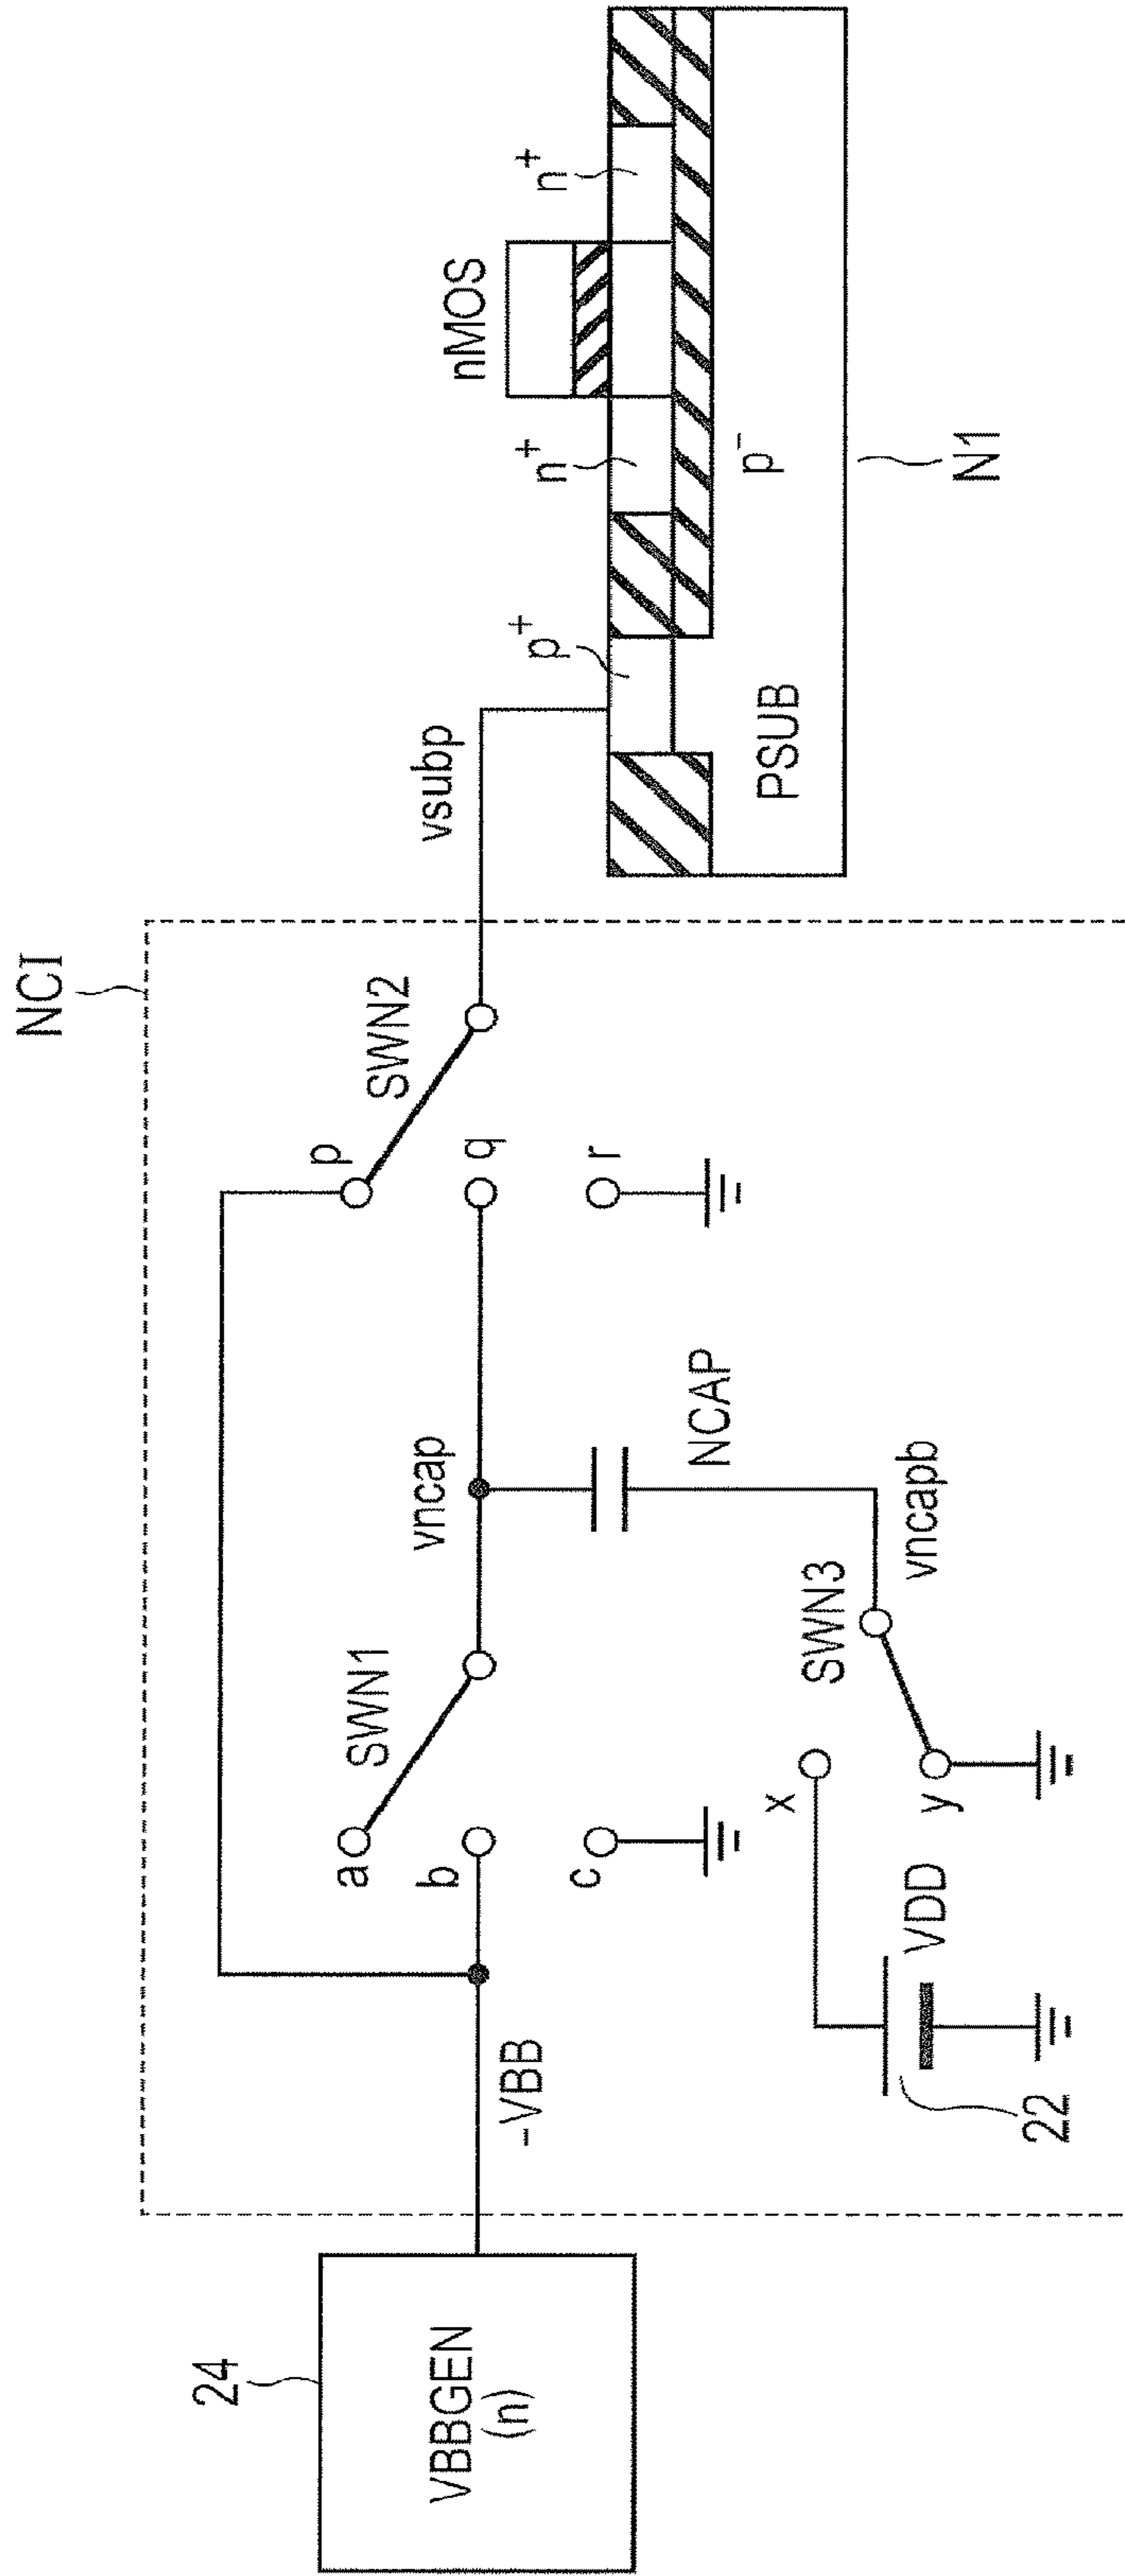 NCI
24
VBBGEN
(n)
-VBB
a
b
c
SWN1
vncap
NCAP
p
q
r
SWN2
x
y
SWN3
vncapb
VDD
22
vsubp
p+
n+
nMOS
n+
PSUB
p-
N1